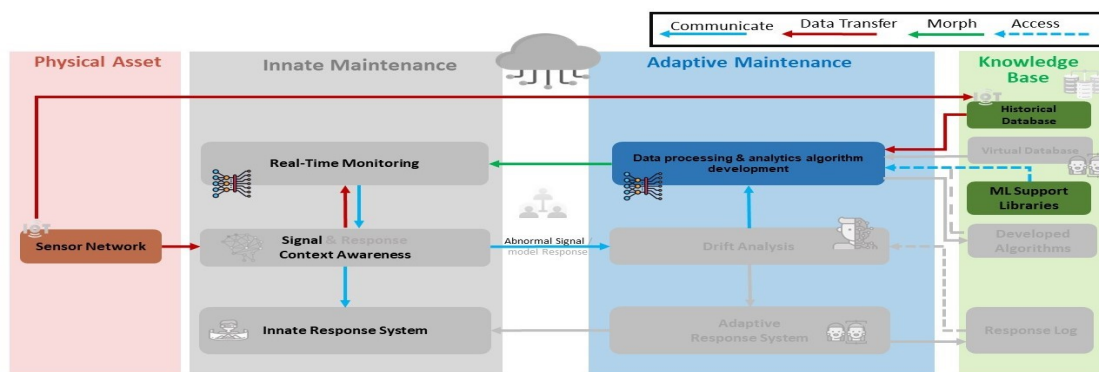 Communicate
Data Transfer
Morph
Access
Physical Asset
Innate Maintenance
Adaptive Maintenance
Knowledge
Base
IOT
Historical
Database
Real-Time Monitoring
Data processing & analytics algorithm
development
Virtual Database
ML Support
Libraries
IOT
Sensor Network
Signal & Response
Context Awareness
Abnormal Signal /
model Response
Drift Analysis
Developed
Algorithms
Innate Response System
Adaptive
Response System
Response Log